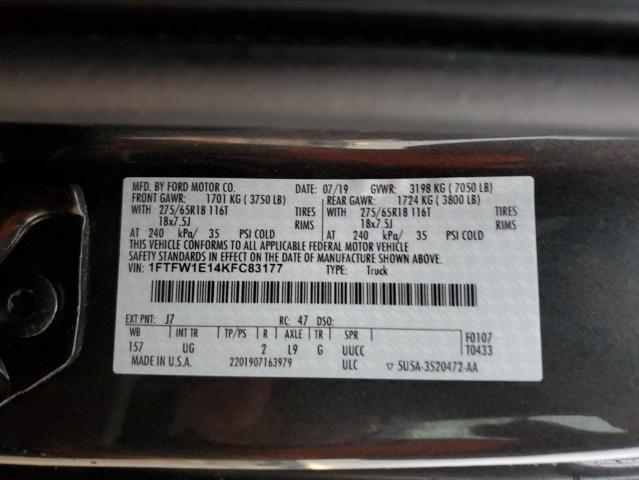 MFD. BY FORD MOTOR CO. DATE: 07/19 GVWR: 3198 KG ( 7050 LB)
FRONT GAWR: 1701 KG ( 3750 LB) REAR GAWR: 1724 KG ( 3800 LB)
WITH 275/65R18 116T TIRES 275/65R18 116T TIRES
18x7.5J RIMS 18x7.5J RIMS
AT 240 kPa/ 35 PSI COLD AT 240 kPa/ 35 PSI COLD
THIS VEHICLE CONFORMS TO ALL APPLICABLE FEDERAL MOTOR VEHICLE
SAFETY STANDARDS IN EFFECT ON THE DATE OF MANUFACTURE SHOWN ABOVE.
VIN: 1FTFW1E14KFC83177 TYPE: Truck
EXT PNT: J7 RC: 47 DSO:
WB INT TR TP/PS R AXLE TR SPR F0107
157 UG 2 L9 G UUCC T0433
MADE IN U.S.A. 2201907163979 ULC ▽ 5U5A-3520472-AA